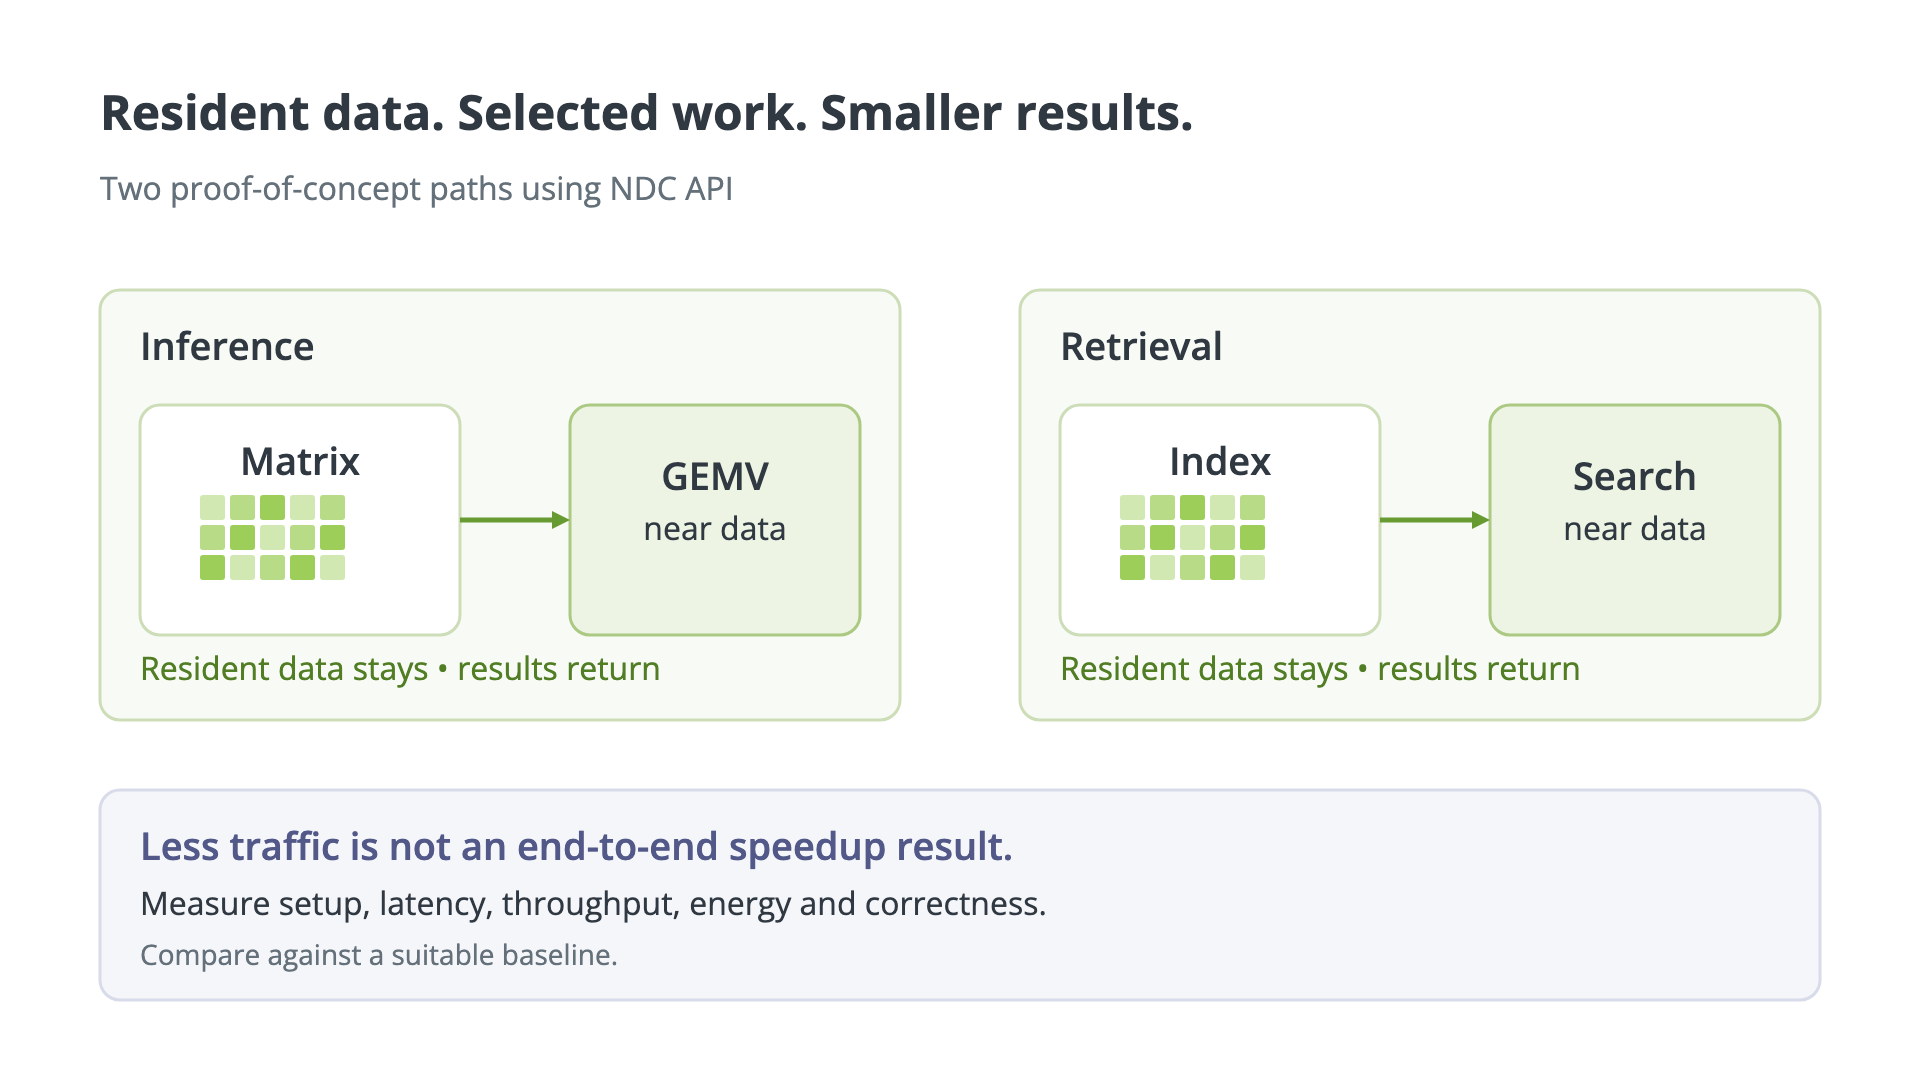 Resident data. Selected work. Smaller results.
Two proof-of-concept paths using NDC API
Inference
Matrix
GEMV
near data
Resident data stays • results return
Retrieval
Index
Search
near data
Resident data stays • results return
Less traffic is not an end-to-end speedup result.
Measure setup, latency, throughput, energy and correctness.
Compare against a suitable baseline.